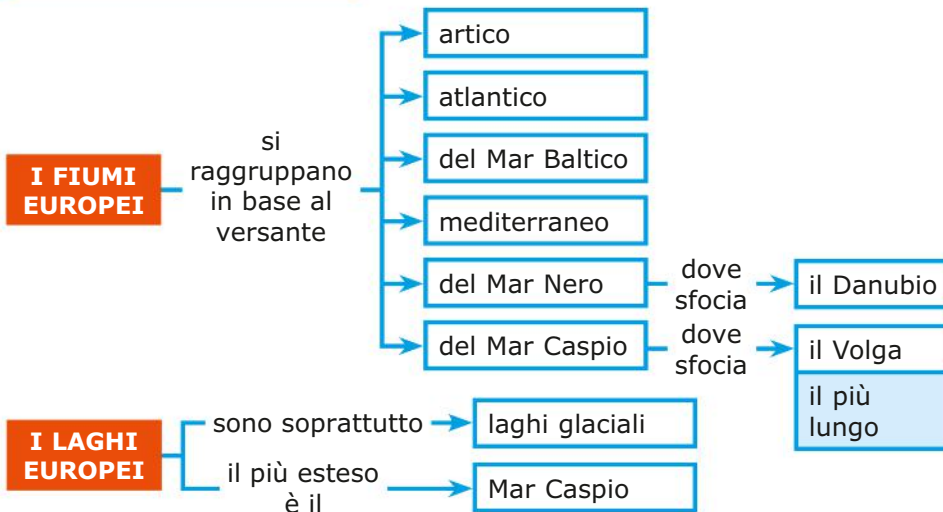 I FIUMI
EUROPEI
si
raggruppano
in base al
versante
artico
atlantico
del Mar Baltico
mediterraneo
del Mar Nero
dove
sfocia
il Danubio
del Mar Caspio
dove
sfocia
il Volga
il più
lungo
I LAGHI
EUROPEI
sono soprattutto
laghi glaciali
il più esteso
è il
Mar Caspio